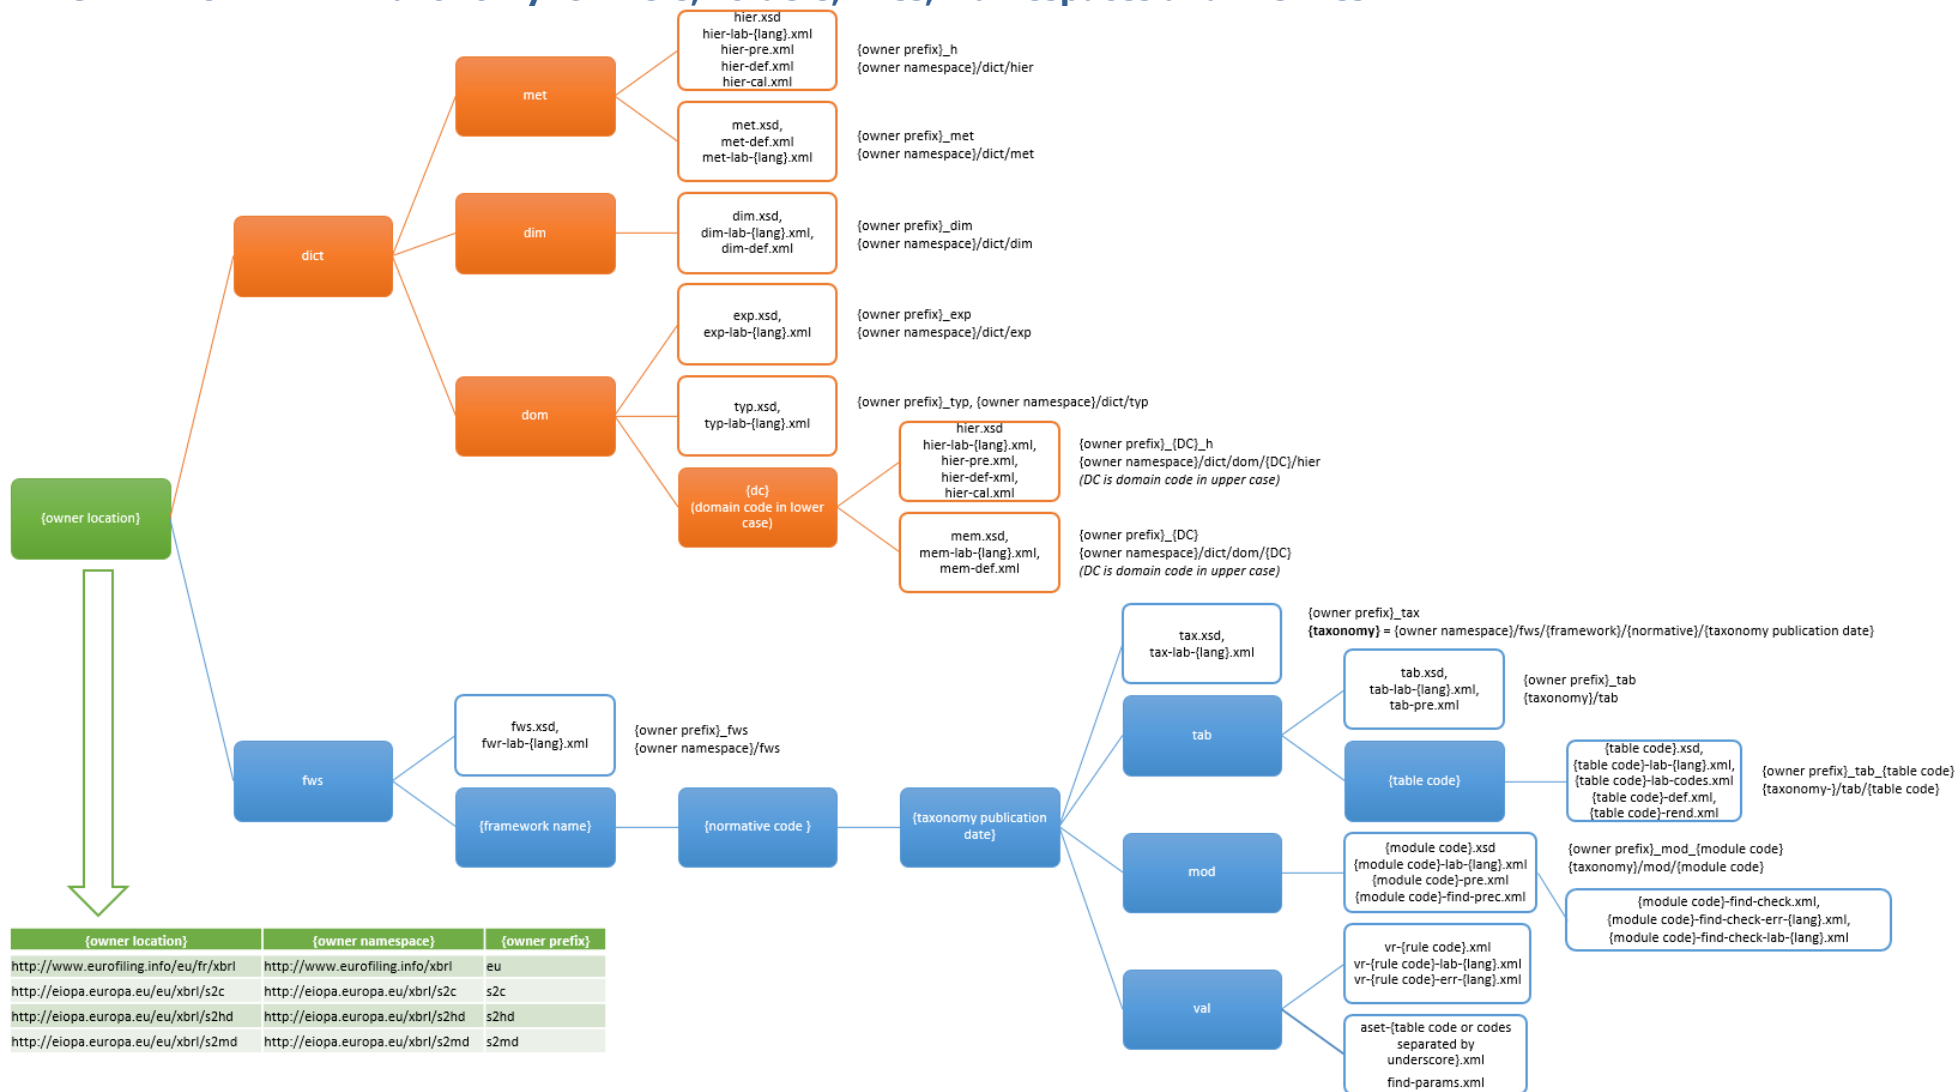 hier.xsd
hier-lab-{lang}.xml
hier-pre.xml
hier-def.xml
hier-cal.xml
{owner prefix}_h
{owner namespace}/dict/hier
met
met.xsd,
met-def.xml
met-lab-{lang}.xml
{owner prefix}_met
{owner namespace}/dict/met
dim
dim.xsd,
dim-lab-{lang}.xml,
dim-def.xml
{owner prefix}_dim
{owner namespace}/dict/dim
dict
exp.xsd,
exp-lab-{lang}.xml
{owner prefix}_exp
{owner namespace}/dict/exp
dom
typ.xsd,
typ-lab-{lang}.xml
{owner prefix}_typ, {owner namespace}/dict/typ
{dc}
(domain code in lower
case)
hier.xsd
hier-lab-{lang}.xml,
hier-pre.xml,
hier-def-xml,
hier-cal.xml
{owner prefix}_{DC}_h
{owner namespace}/dict/dom/{DC}/hier
(DC is domain code in upper case)
mem.xsd,
mem-lab-{lang}.xml,
mem-def.xml
{owner prefix}_{DC}
{owner namespace}/dict/dom/{DC}
(DC is domain code in upper case)
{owner location}
tax.xsd,
tax-lab-{lang}.xml
{owner prefix}_tax
{taxonomy} = {owner namespace}/fws/{framework}/{normative}/{taxonomy publication date}
fws
fws.xsd,
fwr-lab-{lang}.xml
{owner prefix}_fws
{owner namespace}/fws
{framework name}
{normative code }
{taxonomy publication
date}
tab
tab.xsd,
tab-lab-{lang}.xml,
tab-pre.xml
{owner prefix}_tab
{taxonomy}/tab
{table code}
{table code}.xsd,
{table code}-lab-{lang}.xml,
{table code}-lab-codes.xml
{table code}-def.xml,
{table code}-rend.xml
{owner prefix}_tab_{table code}
{taxonomy-}/tab/{table code}
mod
{module code}.xsd
{module code}-lab-{lang}.xml
{module code}-pre.xml
{module code}-find-prec.xml
{owner prefix}_mod_{module code}
{taxonomy}/mod/{module code}
{module code}-find-check.xml,
{module code}-find-check-err-{lang}.xml,
{module code}-find-check-lab-{lang}.xml
val
vr-{rule code}.xml
vr-{rule code}-lab-{lang}.xml
vr-{rule code}-err-{lang}.xml
aset-{table code or codes
separated by
underscore}.xml
find-params.xml
{owner location} {owner namespace} {owner prefix}
http://www.eurofiling.info/eu/fr/xbrl http://www.eurofiling.info/xbrl eu
http://eiopa.europa.eu/eu/xbrl/s2c http://eiopa.europa.eu/xbrl/s2c s2c
http://eiopa.europa.eu/eu/xbrl/s2hd http://eiopa.europa.eu/xbrl/s2hd s2hd
http://eiopa.europa.eu/eu/xbrl/s2md http://eiopa.europa.eu/xbrl/s2md s2md